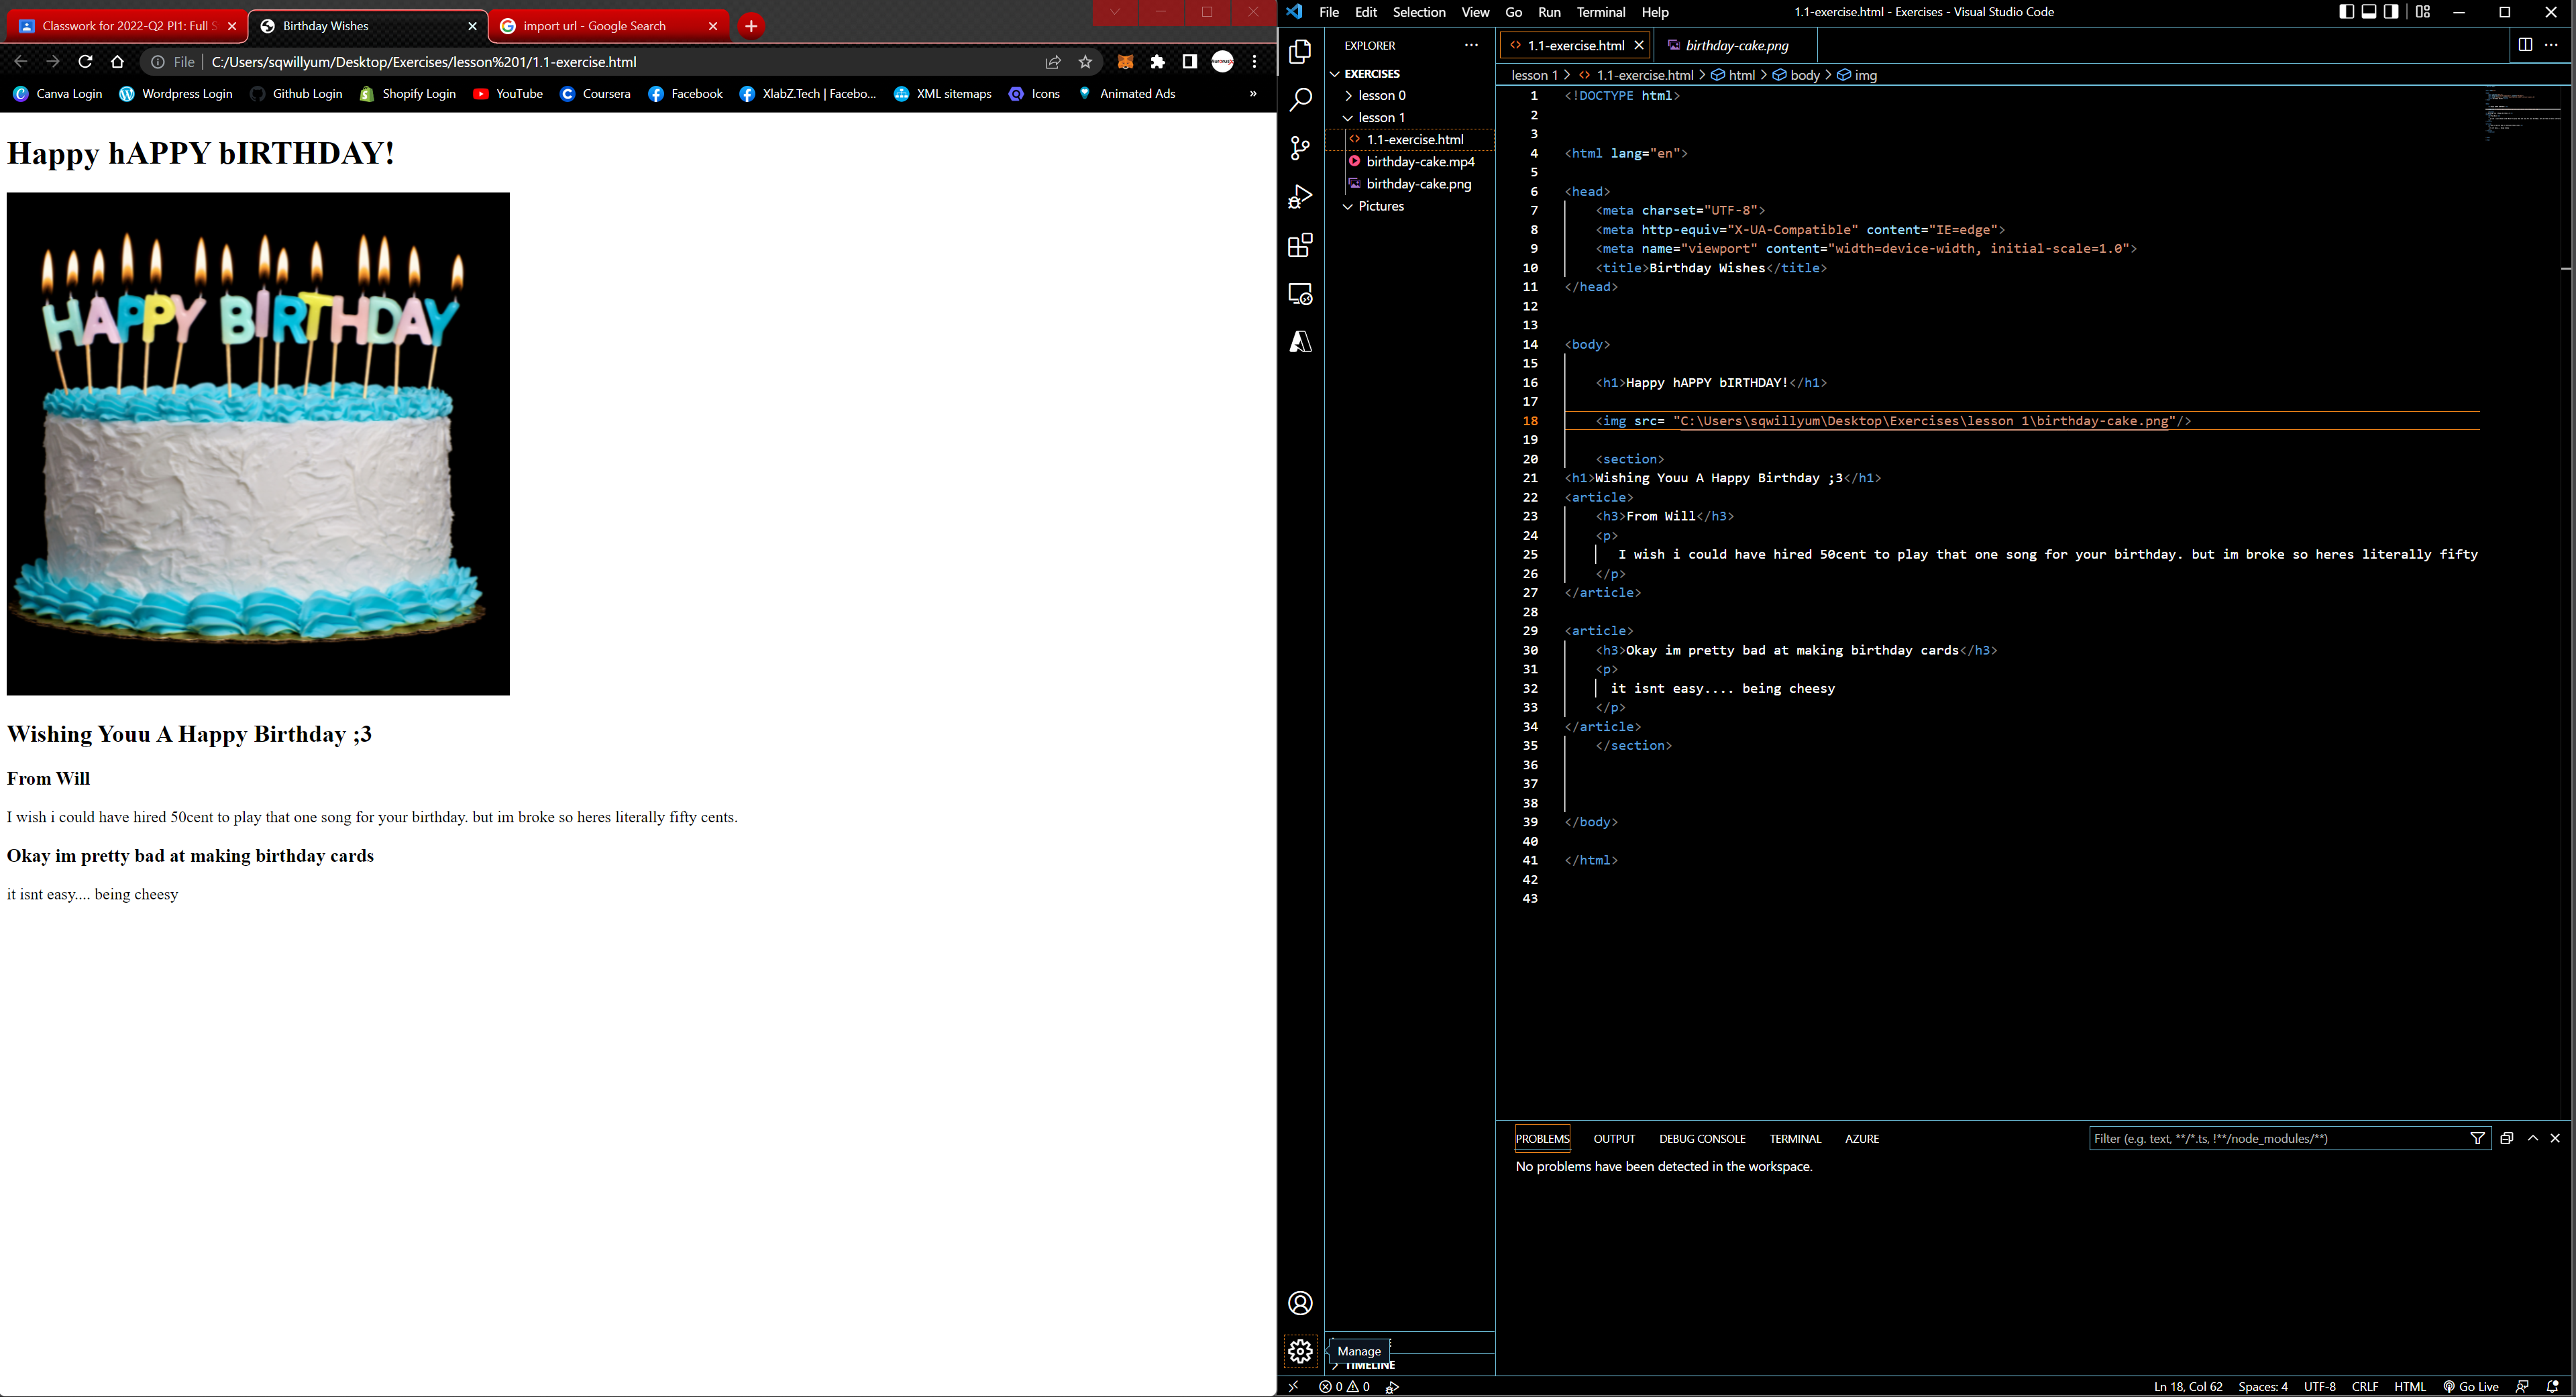 Classwork for 2022-Q2 PI1: Full S
Birthday Wishes
import url - Google Search
File
C:/Users/sqwillyum/Desktop/Exercises/lesson%201/1.1-exercise.html
Canva Login
Wordpress Login
Github Login
Shopify Login
YouTube
Coursera
Facebook
XlabZ.Tech | Facebo...
XML sitemaps
Icons
Animated Ads
»
Happy hAPPY bIRTHDAY!
HAPPY BIRTHDAY
Wishing Youu A Happy Birthday ;3
From Will
I wish i could have hired 50cent to play that one song for your birthday. but im broke so heres literally fifty cents.
Okay im pretty bad at making birthday cards
it isnt easy.... being cheesy
File Edit Selection View Go Run Terminal Help
1.1-exercise.html - Exercises - Visual Studio Code
EXPLORER
EXERCISES
lesson 0
lesson 1
1.1-exercise.html
birthday-cake.mp4
birthday-cake.png
Pictures
TIMELINE
Manage
1.1-exercise.html
birthday-cake.png
lesson 1 > 1.1-exercise.html > html > body > img
1 <!DOCTYPE html>
2
3
4 <html lang="en">
5
6 <head>
7 <meta charset="UTF-8">
8 <meta http-equiv="X-UA-Compatible" content="IE=edge">
9 <meta name="viewport" content="width=device-width, initial-scale=1.0">
10 <title>Birthday Wishes</title>
11 </head>
12
13
14 <body>
15
16 <h1>Happy hAPPY bIRTHDAY!</h1>
17
18 <img src= "C:\Users\sqwillyum\Desktop\Exercises\lesson 1\birthday-cake.png"/>
19
20 <section>
21 <h1>Wishing Youu A Happy Birthday ;3</h1>
22 <article>
23 <h3>From Will</h3>
24 <p>
25 I wish i could have hired 50cent to play that one song for your birthday. but im broke so heres literally fifty
26 </p>
27 </article>
28
29 <article>
30 <h3>Okay im pretty bad at making birthday cards</h3>
31 <p>
32 it isnt easy.... being cheesy
33 </p>
34 </article>
35 </section>
36
37
38
39 </body>
40
41 </html>
42
43
PROBLEMS OUTPUT DEBUG CONSOLE TERMINAL AZURE
Filter (e.g. text, **/*.ts, !**/node_modules/**)
No problems have been detected in the workspace.
0 0
Ln 18, Col 62 Spaces: 4 UTF-8 CRLF HTML Go Live